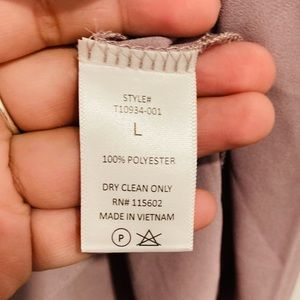 STYLE#
T10934-001
L
100% POLYESTER
DRY CLEAN ONLY
RN# 115602
MADE IN VIETNAM
P